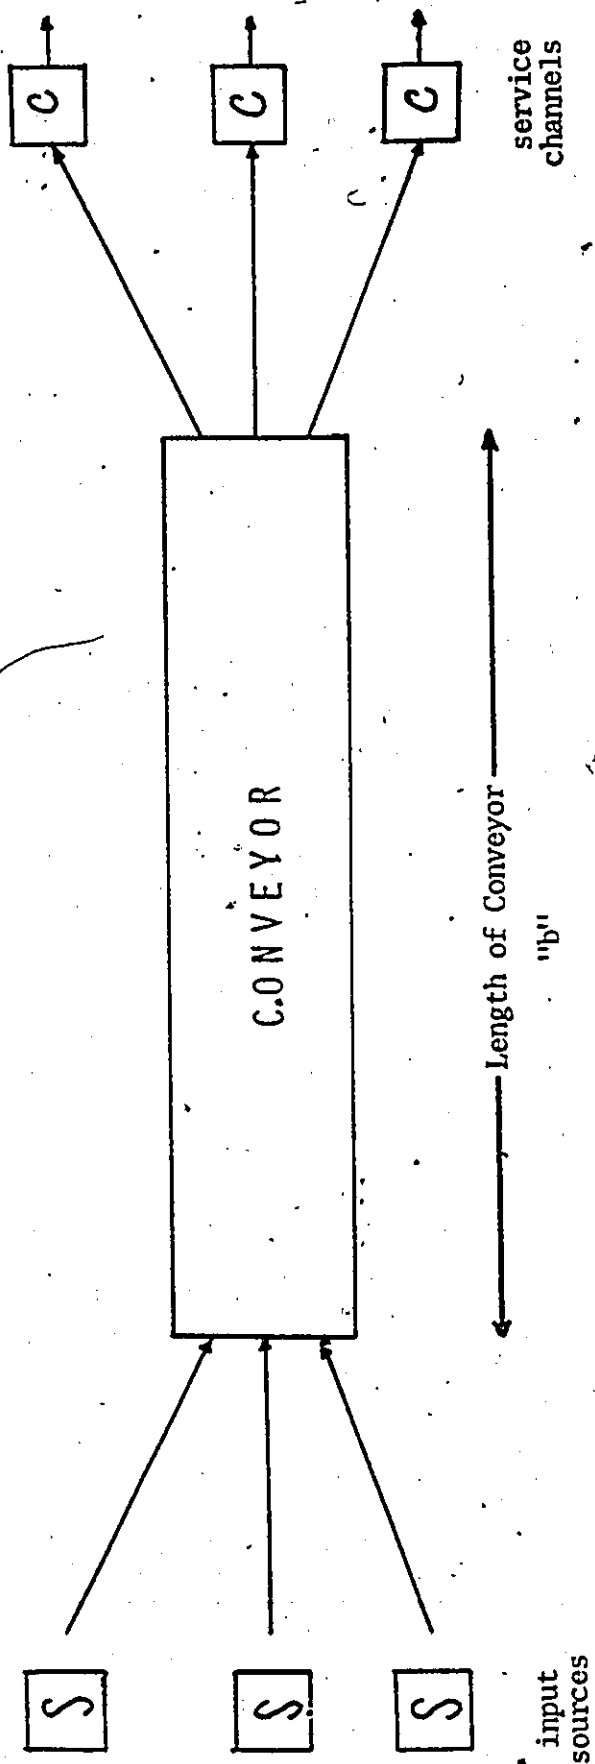 S
S
S
input
sources
CONVEYOR
Length of Conveyor
"b"
C
C
C
service
channels